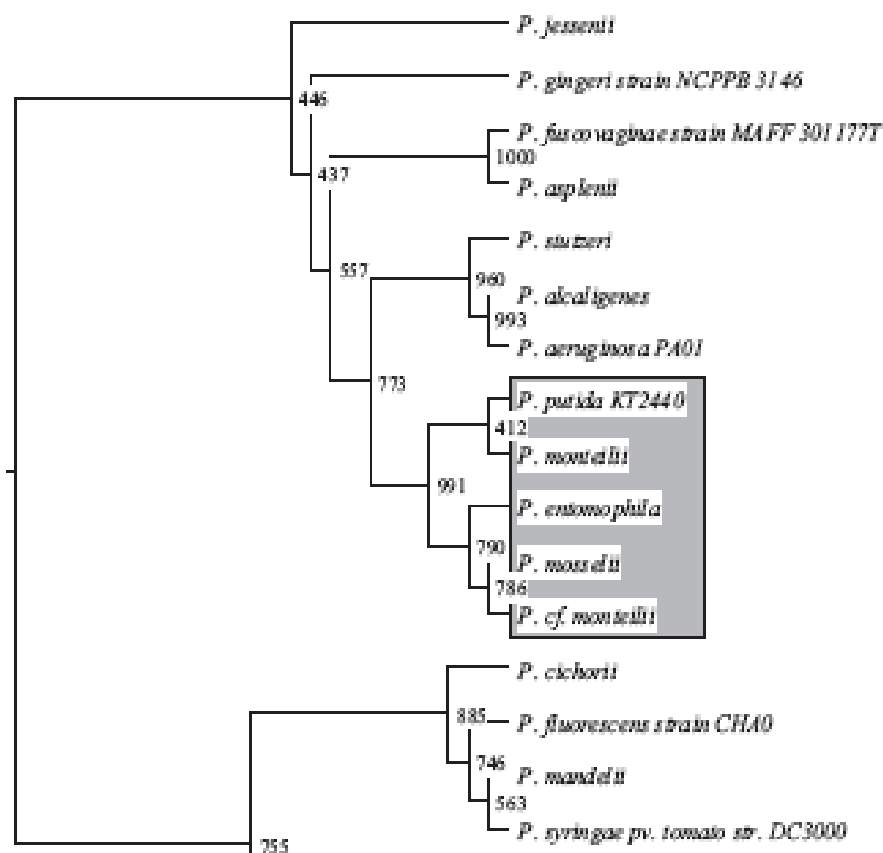 P. jessenii
P. gingeri strain NCPPB 3146
446
P. fuscovaginae strain MAFF 301177T
1000
437
P. asplenii
P. stutzeri
557
960
P. alcaligenes
993
P. aeruginosa PA01
773
P. putida KT2440
412
P. monteilii
991
P. entomophila
790
P. mosselii
786
P. cf. monteilii
P. cichorii
885
P. fluorescens strain CHA0
746
P. mandelii
563
P. syringae pv. tomato str. DC3000
755